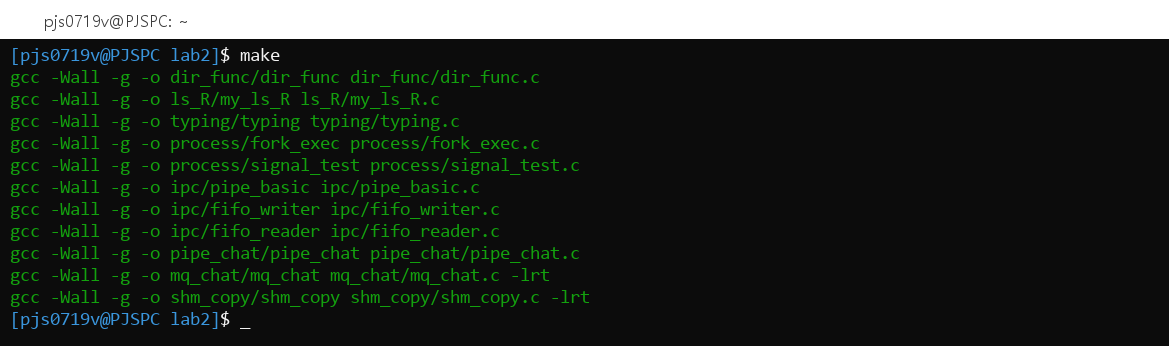 pjs0719v@PJSPC: ~
[pjs0719v@PJSPC lab2]$ make
gcc -Wall -g -o dir_func/dir_func dir_func/dir_func.c
gcc -Wall -g -o ls_R/my_ls_R ls_R/my_ls_R.c
gcc -Wall -g -o typing/typing typing/typing.c
gcc -Wall -g -o process/fork_exec process/fork_exec.c
gcc -Wall -g -o process/signal_test process/signal_test.c
gcc -Wall -g -o ipc/pipe_basic ipc/pipe_basic.c
gcc -Wall -g -o ipc/fifo_writer ipc/fifo_writer.c
gcc -Wall -g -o ipc/fifo_reader ipc/fifo_reader.c
gcc -Wall -g -o pipe_chat/pipe_chat pipe_chat/pipe_chat.c
gcc -Wall -g -o mq_chat/mq_chat mq_chat/mq_chat.c -lrt
gcc -Wall -g -o shm_copy/shm_copy shm_copy/shm_copy.c -lrt
[pjs0719v@PJSPC lab2]$ _